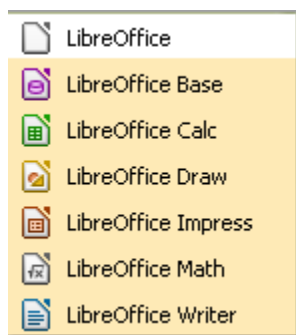 LibreOffice
LibreOffice Base
LibreOffice Calc
LibreOffice Draw
LibreOffice Impress
LibreOffice Math
LibreOffice Writer